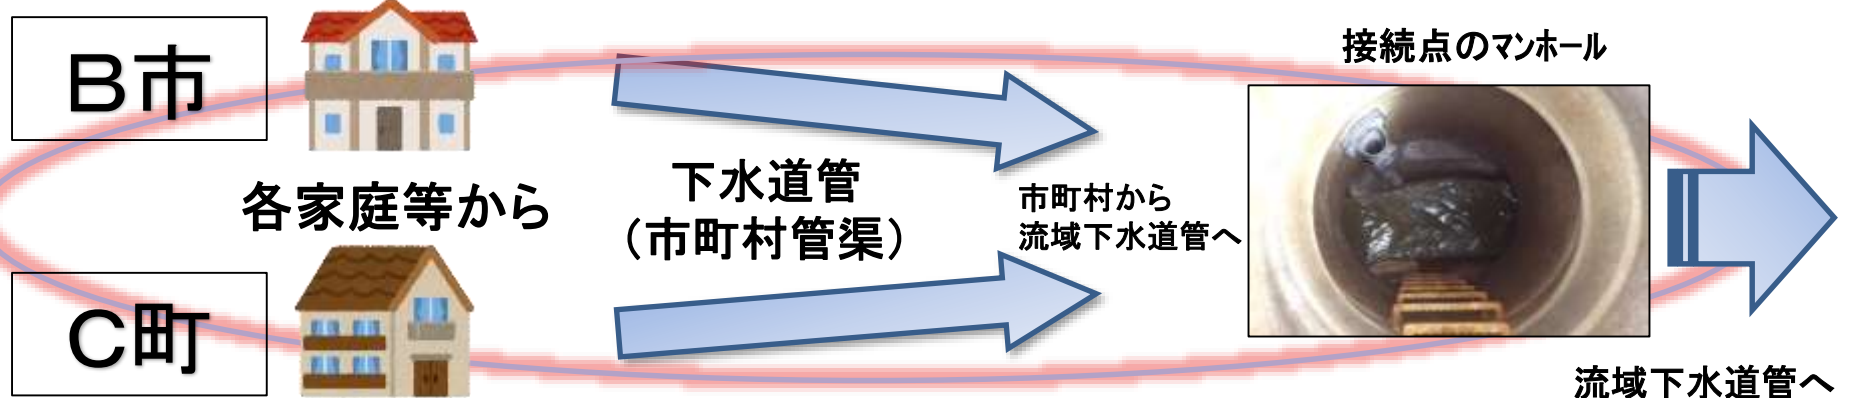 B市
各家庭等から
C町
下水道管
（市町村管渠）
市町村から
流域下水道管へ
接続点のマンホール
流域下水道管へ